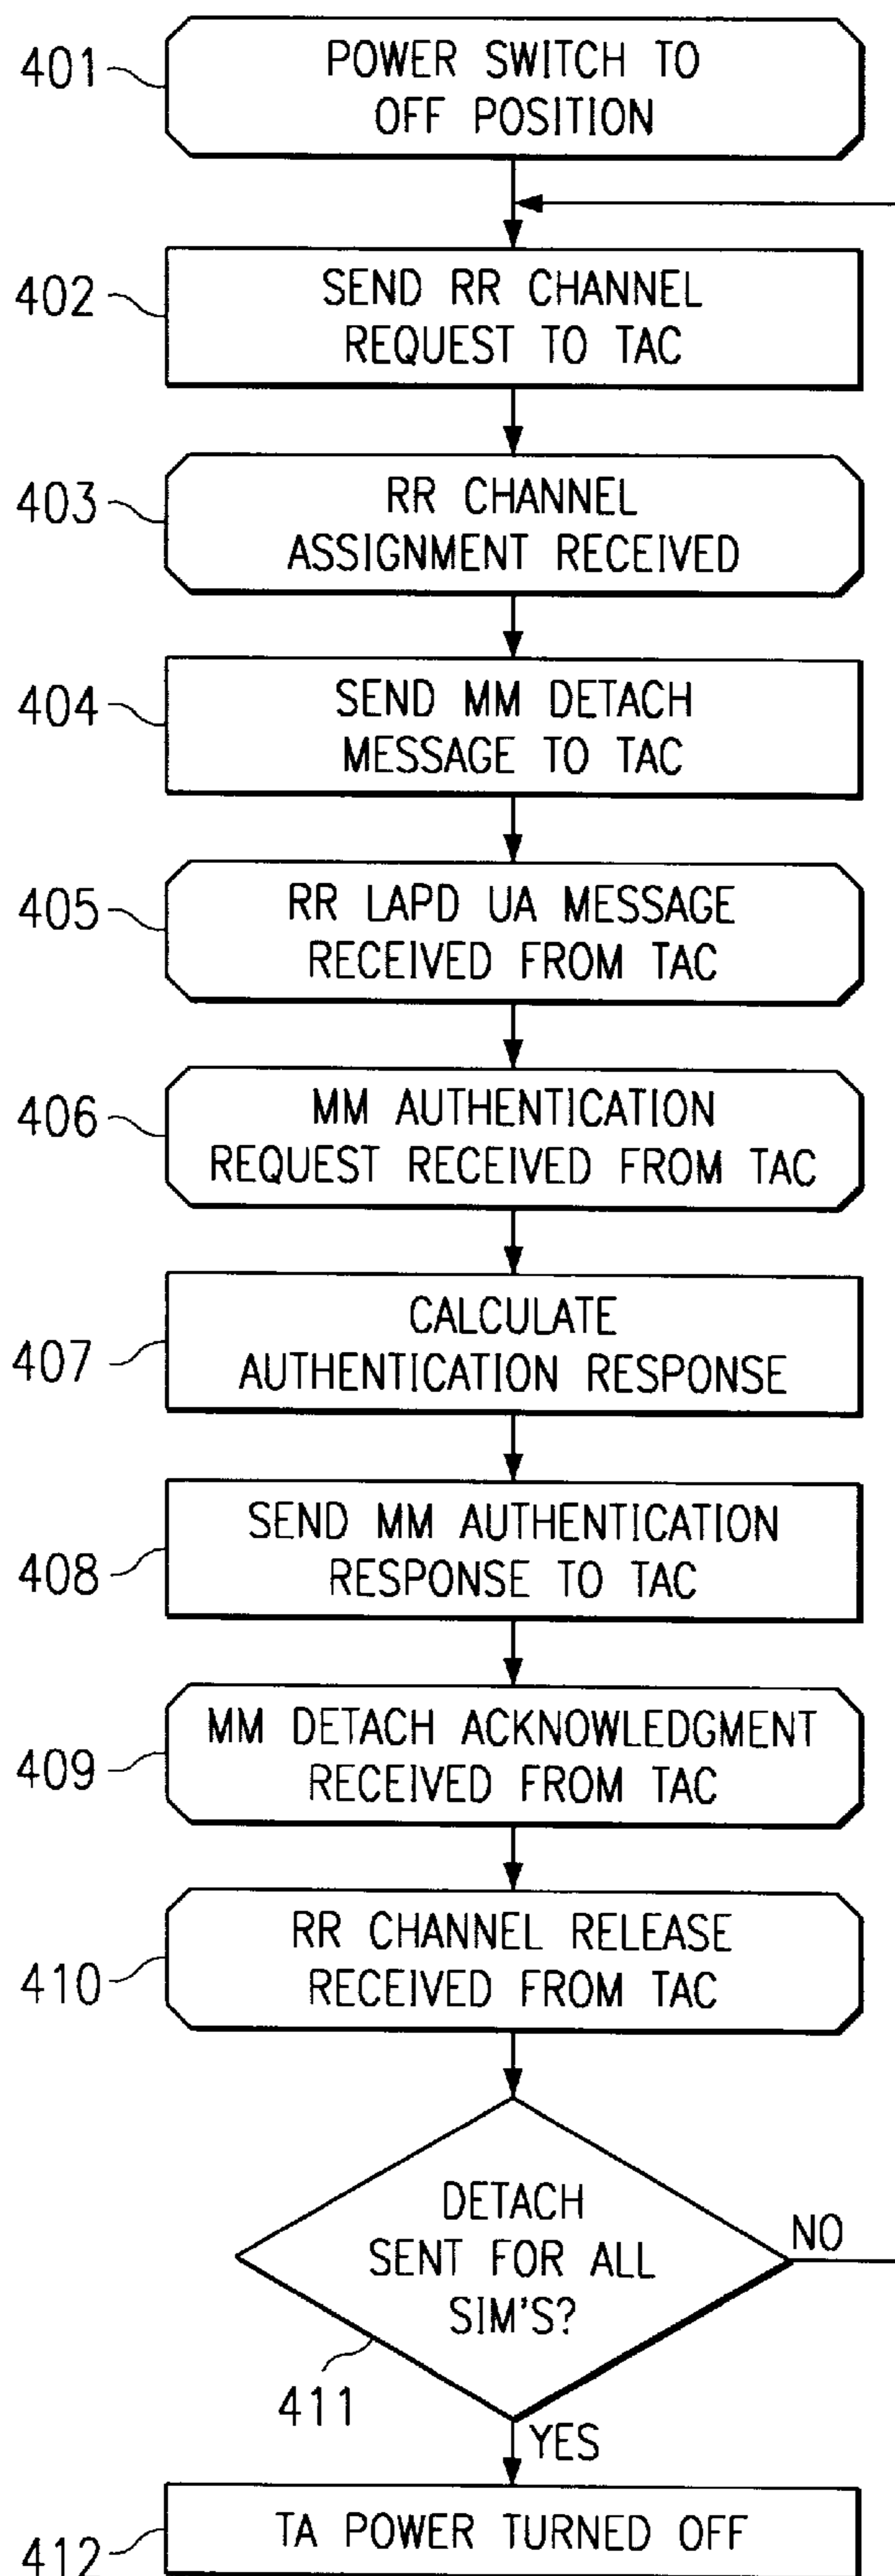 401
POWER SWITCH TO
OFF POSITION
402
SEND RR CHANNEL
REQUEST TO TAC
403
RR CHANNEL
ASSIGNMENT RECEIVED
404
SEND MM DETACH
MESSAGE TO TAC
405
RR LAPD UA MESSAGE
RECEIVED FROM TAC
406
MM AUTHENTICATION
REQUEST RECEIVED FROM TAC
407
CALCULATE
AUTHENTICATION RESPONSE
408
SEND MM AUTHENTICATION
RESPONSE TO TAC
409
MM DETACH ACKNOWLEDGMENT
RECEIVED FROM TAC
410
RR CHANNEL RELEASE
RECEIVED FROM TAC
DETACH
SENT FOR ALL
SIM'S?
NO
411
YES
412
TA POWER TURNED OFF